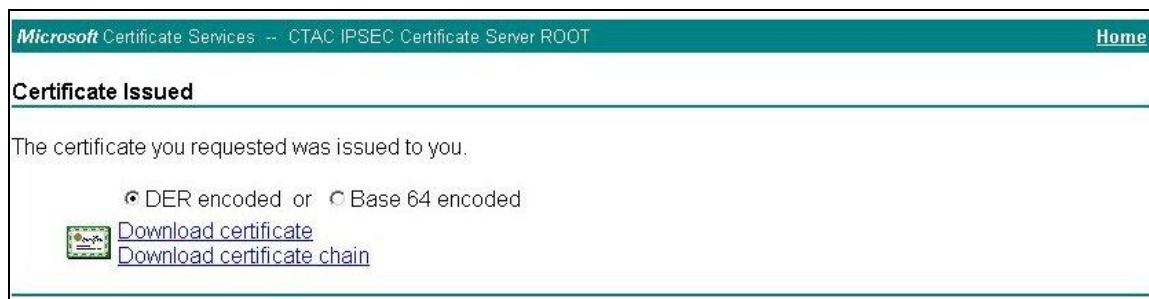 Microsoft Certificate Services -- CTAC IPSEC Certificate Server ROOT Home
Certificate Issued
The certificate you requested was issued to you.
DER encoded or Base 64 encoded
Download certificate
Download certificate chain